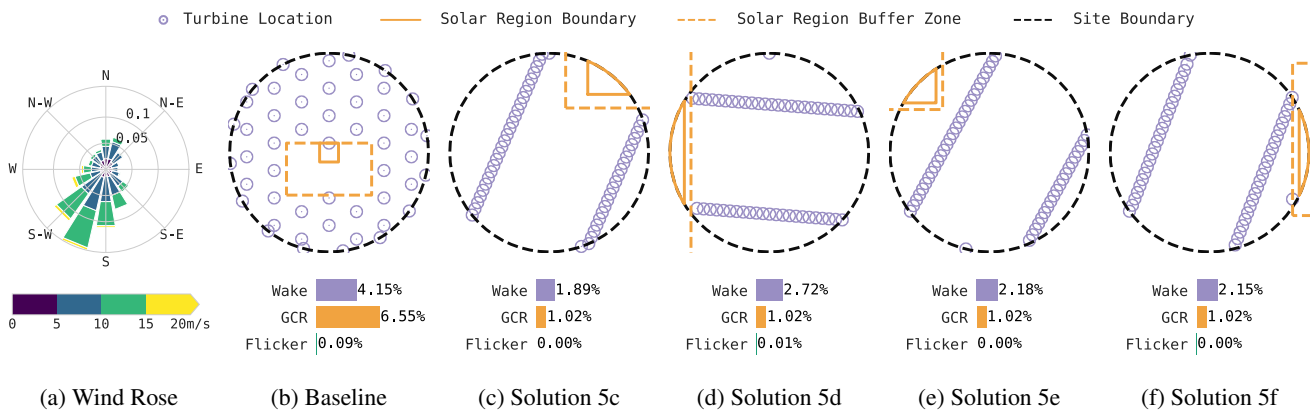 Turbine Location
Solar Region Boundary
Solar Region Buffer Zone
Site Boundary
N
N-W
N-E
0.1
0.05
W
E
S-W
S-E
S
0 5 10 15 20m/s
Wake 4.15%
GCR 6.55%
Flicker 0.09%
Wake 1.89%
GCR 1.02%
Flicker 0.00%
Wake 2.72%
GCR 1.02%
Flicker 0.01%
Wake 2.18%
GCR 1.02%
Flicker 0.00%
Wake 2.15%
GCR 1.02%
Flicker 0.00%
(a) Wind Rose
(b) Baseline
(c) Solution 5c
(d) Solution 5d
(e) Solution 5e
(f) Solution 5f